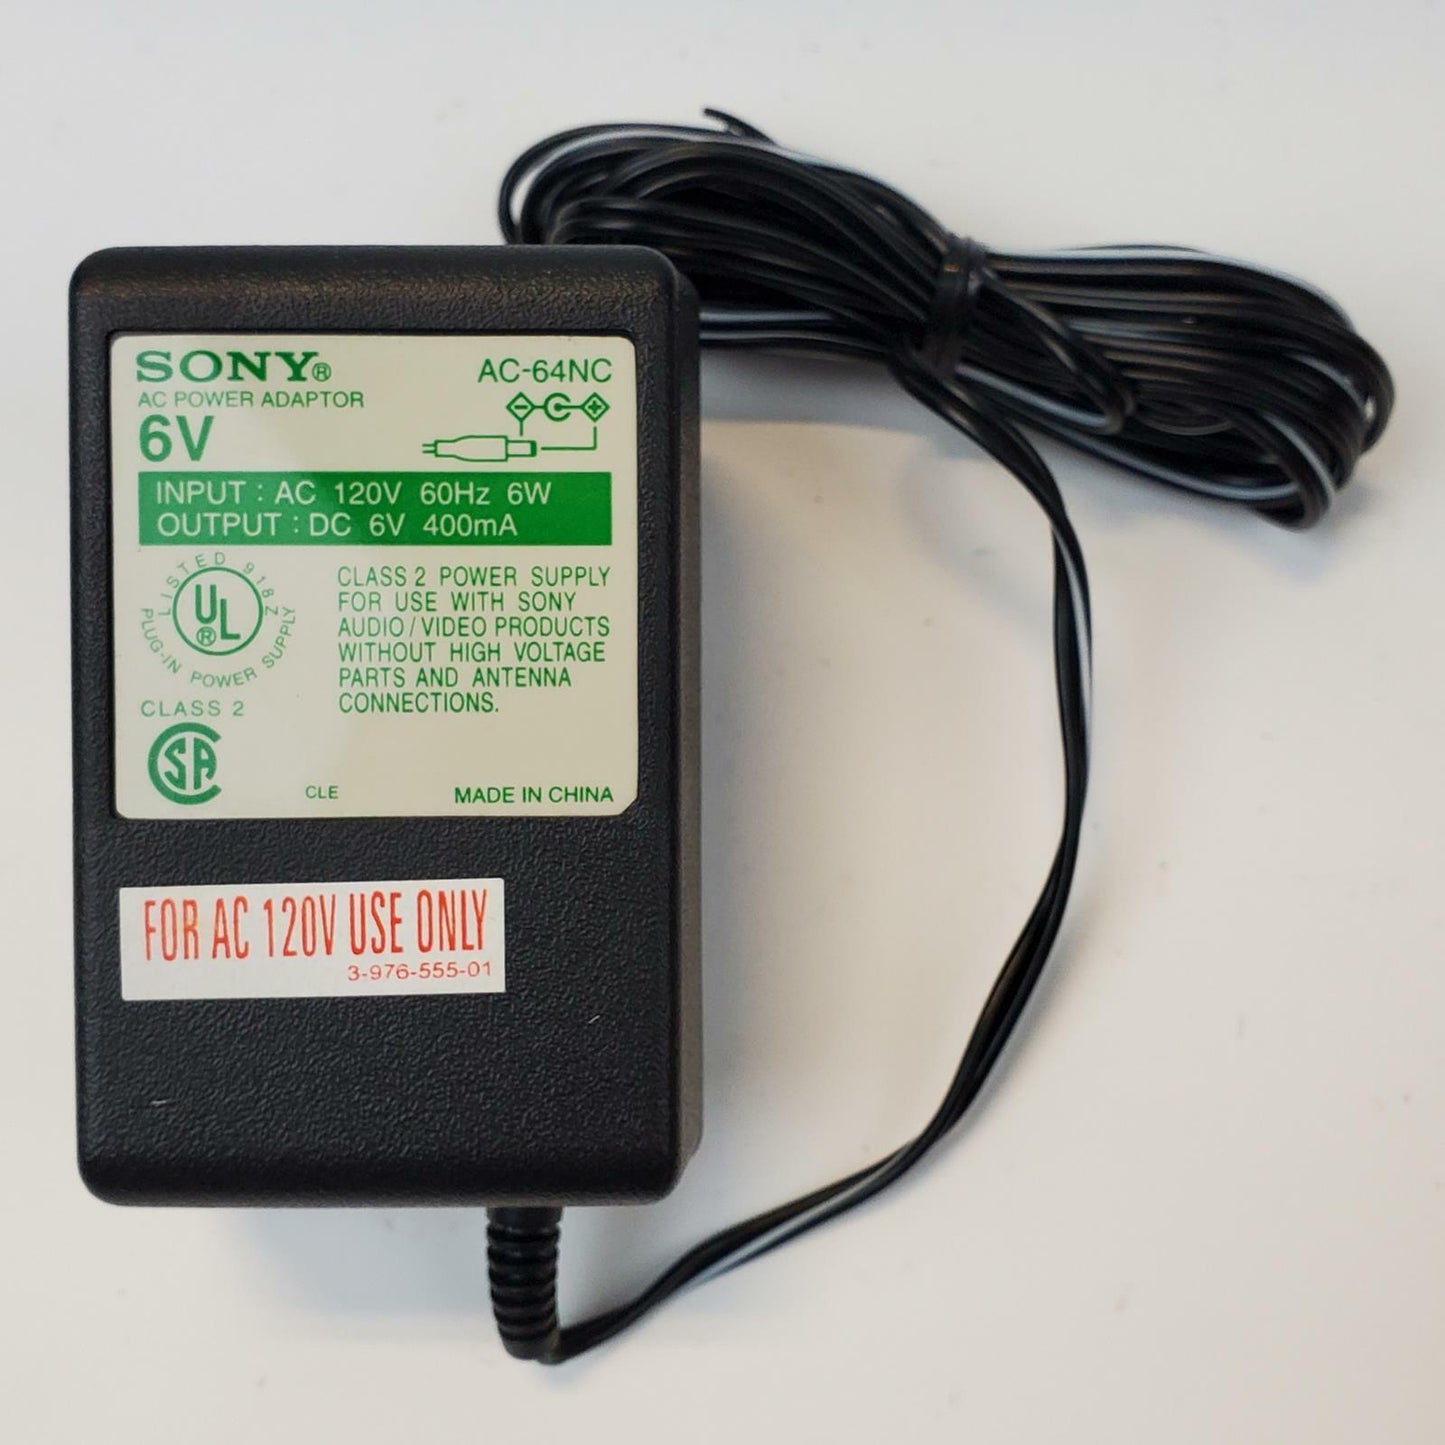 SONY®
AC-64NC
AC POWER ADAPTOR
6V
INPUT : AC 120V 60Hz 6W
OUTPUT : DC 6V 400mA
LISTED 918Z
UL®
PLUG-IN POWER SUPPLY
CLASS 2
CLASS 2 POWER SUPPLY
FOR USE WITH SONY
AUDIO/VIDEO PRODUCTS
WITHOUT HIGH VOLTAGE
PARTS AND ANTENNA
CONNECTIONS.
CSA
CLE
MADE IN CHINA
FOR AC 120V USE ONLY
3-976-555-01